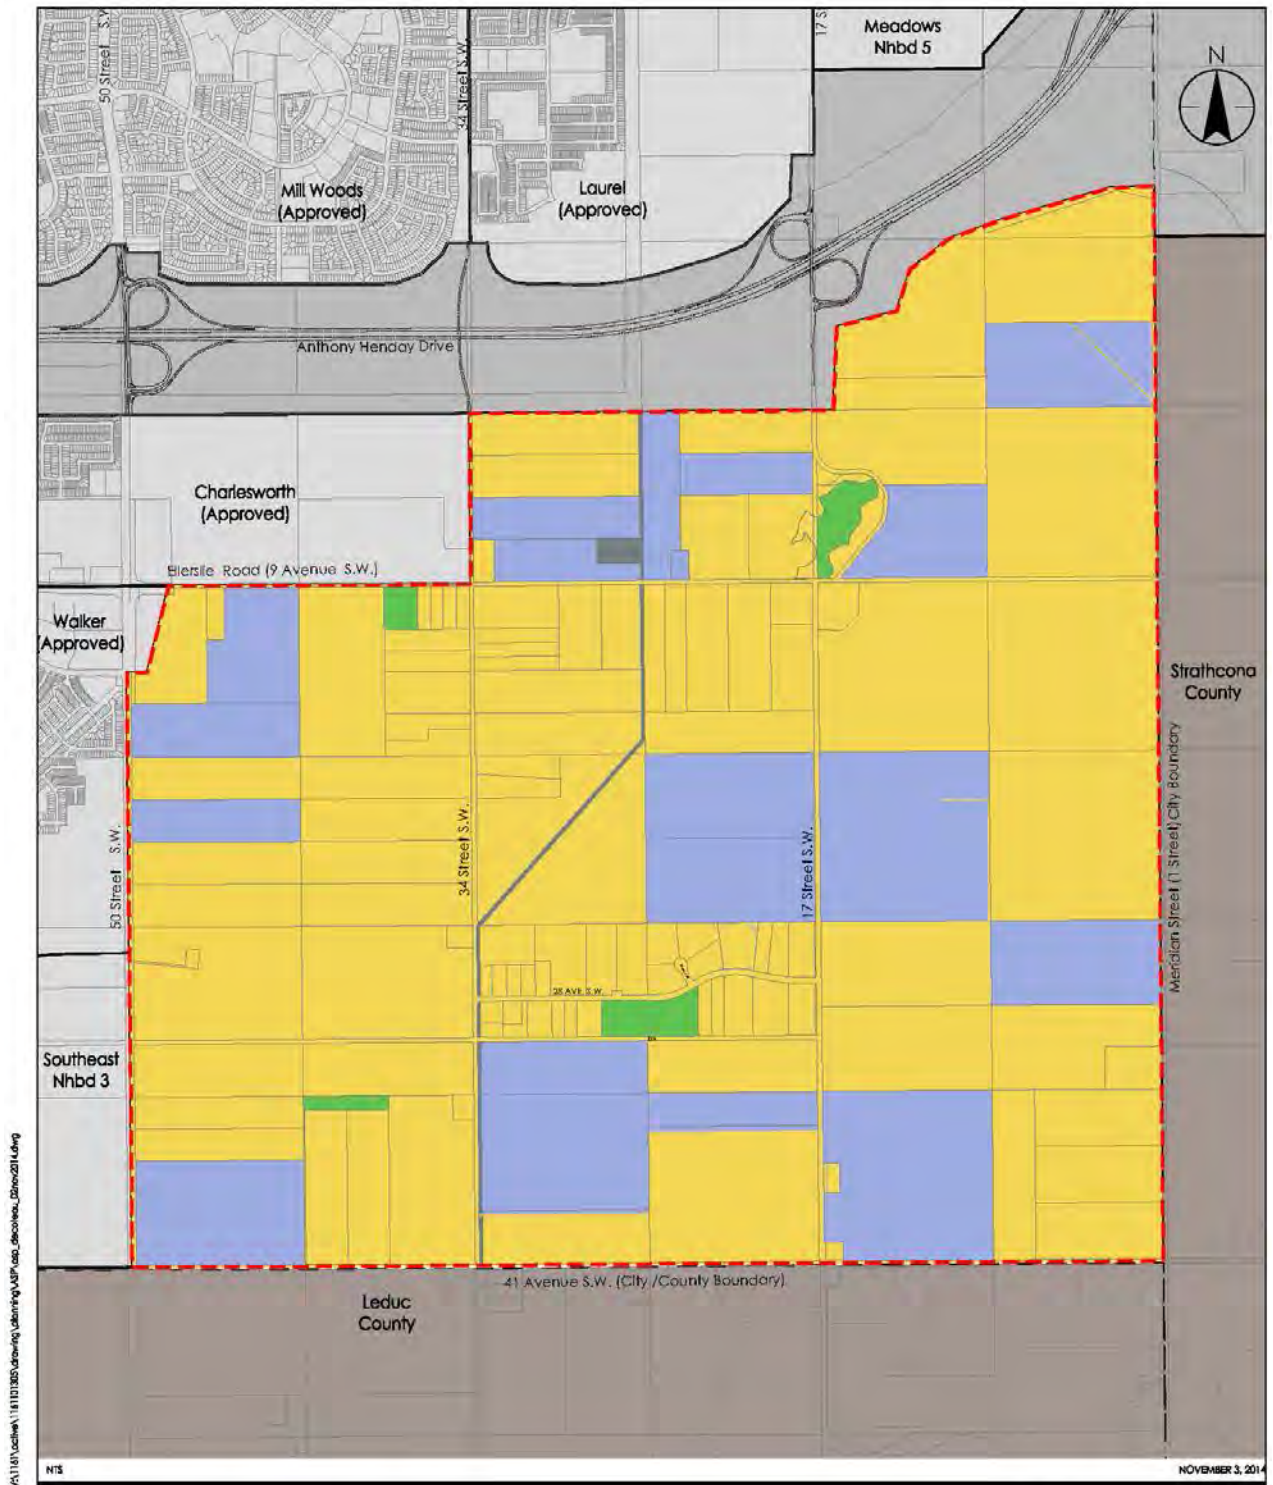 50 Street S.W.
34 Street S.W.
17 S
Meadows
Nhbd 5
N
Mill Woods
(Approved)
Laurel
(Approved)
Anthony Henday Drive
Charlesworth
(Approved)
Ellerslie Road (9 Avenue S.W.)
Walker
(Approved)
Strathcona
County
34 Street S.W.
17 Street S.W.
50 Street S.W.
Meridian Street (1 Street) City Boundary
25 AVE S.W.
Southeast
Nhbd 3
41 Avenue S.W. (City /County Boundary)
Leduc
County
NTS
NOVEMBER 3, 2014